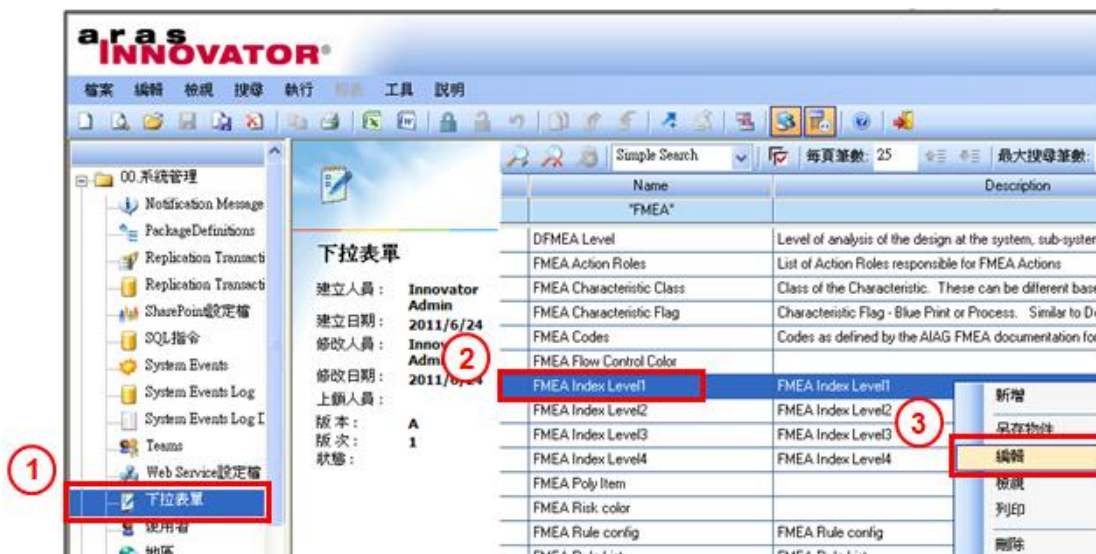 aras
INNOVATOR®
檔案 編輯 檢視 搜尋 執行 工具 說明
Simple Search 每頁筆數: 25 最大搜尋筆數:
00.系統管理
Notification Message
PackageDefinitions
Replication Transacti
Replication Transacti
SharePoint設定檔
SQL指令
System Events
System Events Log
System Events Log D
Teams
Web Service設定檔
1
下拉表單
使用者
地區
下拉表單
建立人員: Innovator
Admin
建立日期: 2011/6/24
修改人員: Innov
Adm
修改日期: 2011/6/24
上鎖人員:
版本: A
版次: 1
狀態:
2
Name Description
"FMEA"
DFMEA Level Level of analysis of the design at the system, sub-system
FMEA Action Roles List of Action Roles responsible for FMEA Actions
FMEA Characteristic Class Class of the Characteristic. These can be different base
FMEA Characteristic Flag Characteristic Flag - Blue Print or Process. Similar to De
FMEA Codes Codes as defined by the AIAG FMEA documentation for
FMEA Flow Control Color
FMEA Index Level1 FMEA Index Level1
FMEA Index Level2 FMEA Index Level2
FMEA Index Level3 FMEA Index Level3
FMEA Index Level4 FMEA Index Level4
FMEA Poly Item
FMEA Risk color
FMEA Rule config FMEA Rule config
3
新增
另存物件
編輯
檢視
列印
刪除